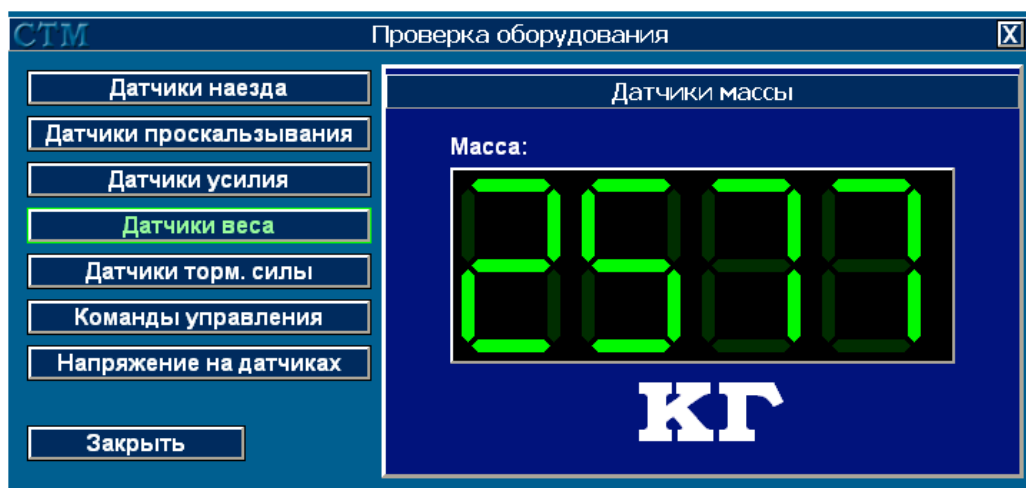 СТМ Проверка оборудования X
Датчики наезда
Датчики проскальзывания
Датчики усилия
Датчики веса
Датчики торм. силы
Команды управления
Напряжение на датчиках
Закрыть
Датчики массы
Масса:
2577
кг